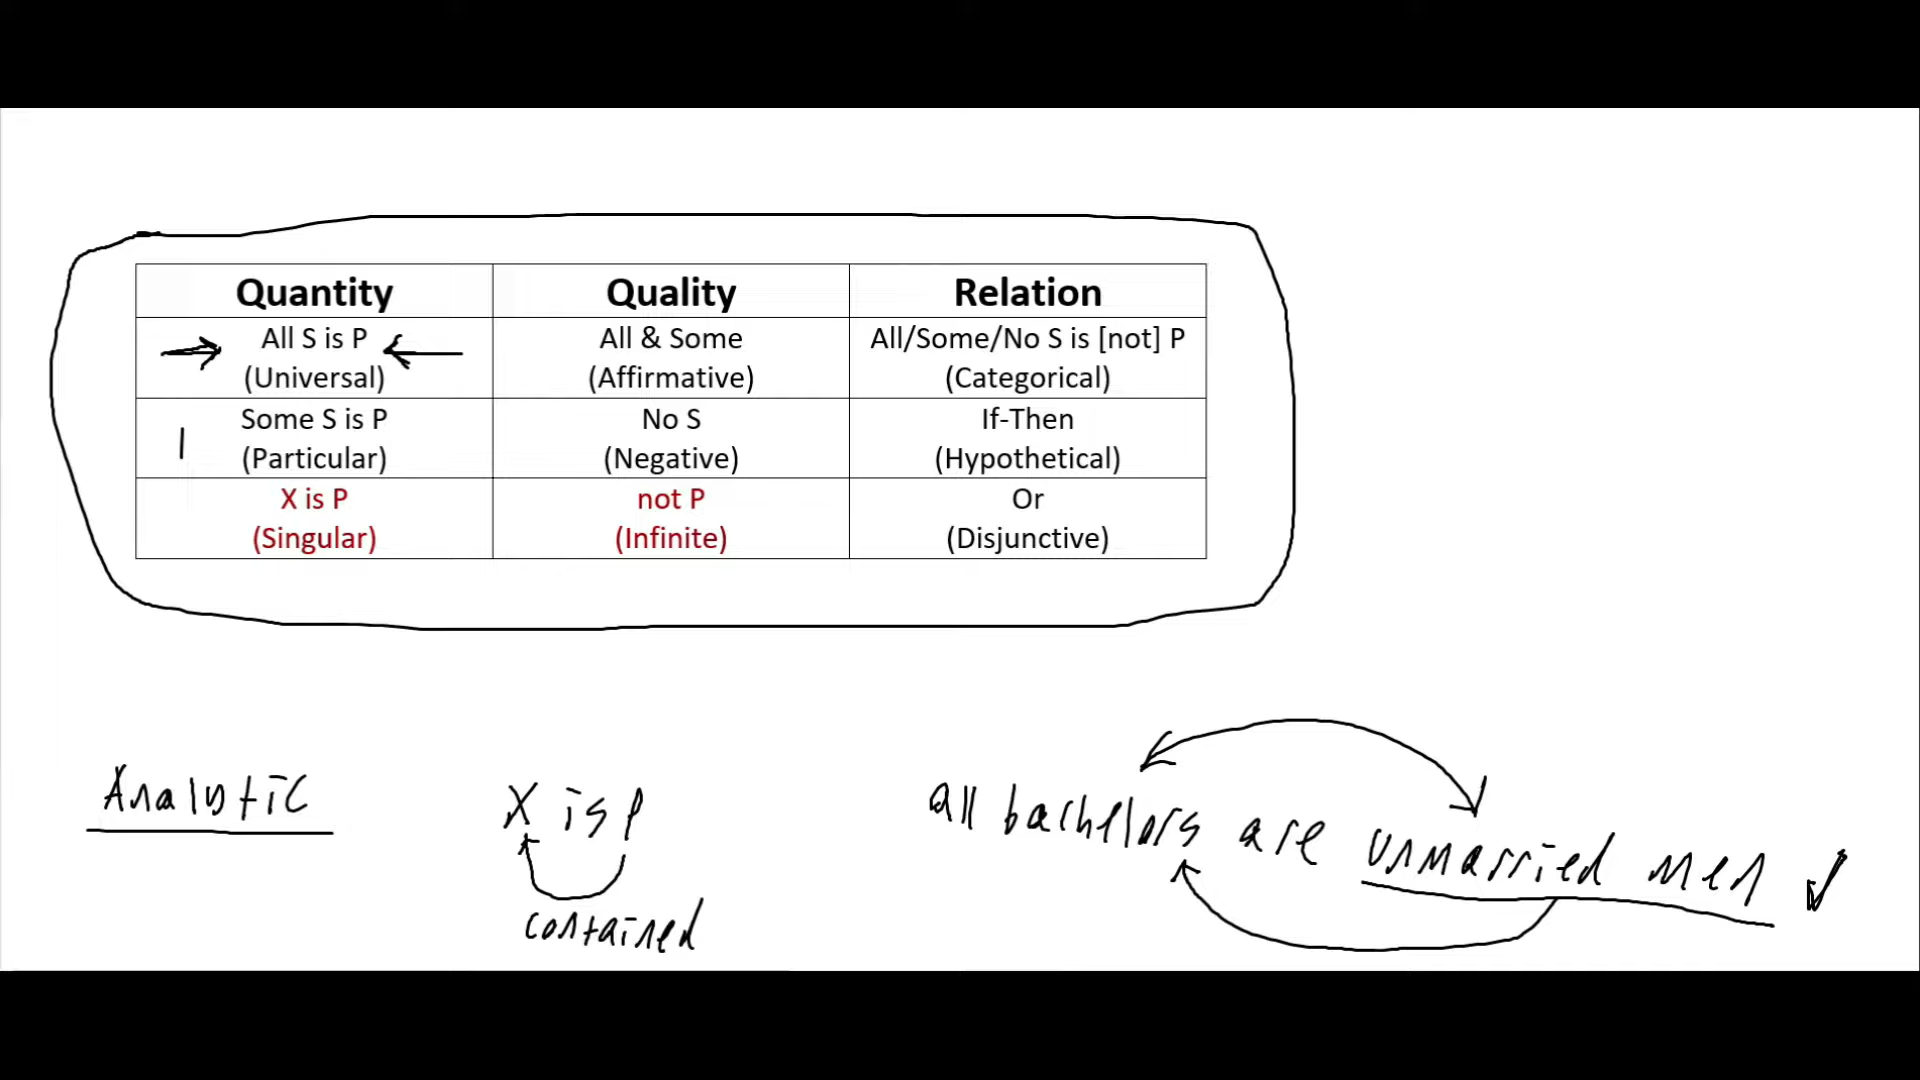 Quantity Quality Relation
All S is P All & Some All/Some/No S is [not] P
(Universal) (Affirmative) (Categorical)
Some S is P No S If-Then
(Particular) (Negative) (Hypothetical)
X is P not P Or
(Singular) (Infinite) (Disjunctive)
Analytic X is P all bachelors are unmarried men
contained